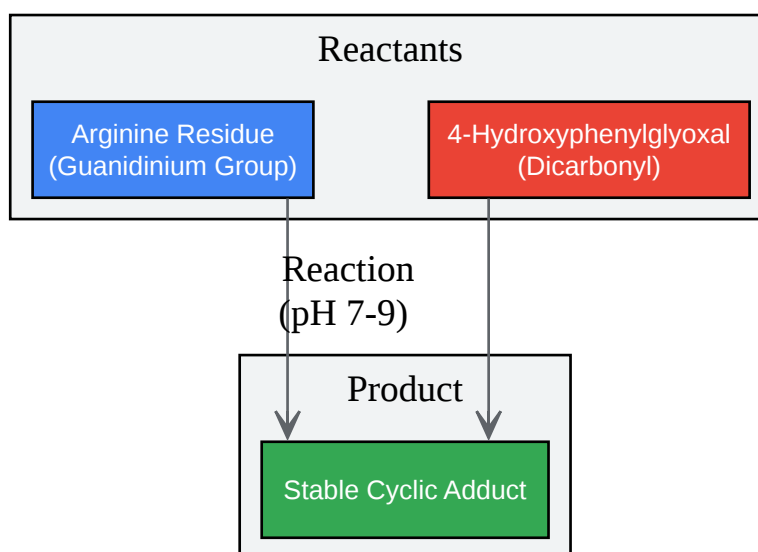 Reactants
Arginine Residue
(Guanidinium Group)
4-Hydroxyphenylglyoxal
(Dicarbonyl)
Reaction
(pH 7-9)
Product
Stable Cyclic Adduct